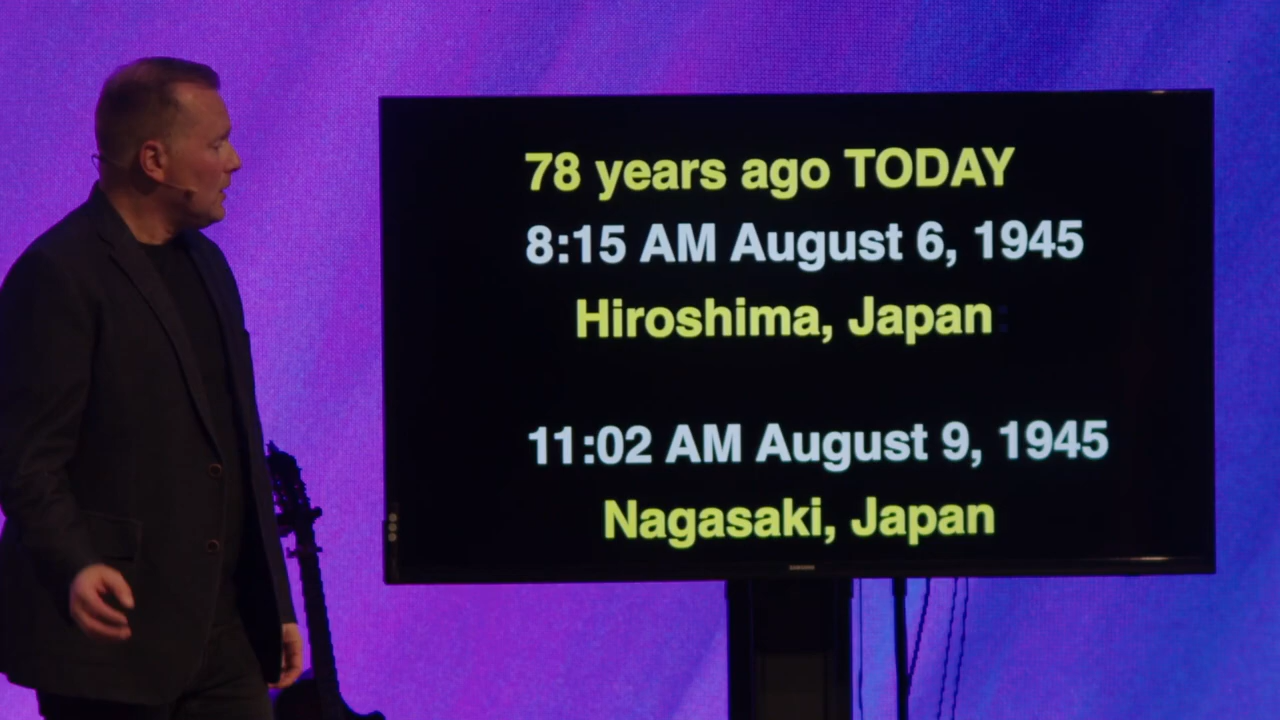 78 years ago TODAY
8:15 AM August 6, 1945
Hiroshima, Japan
11:02 AM August 9, 1945
Nagasaki, Japan
SAMSUNG